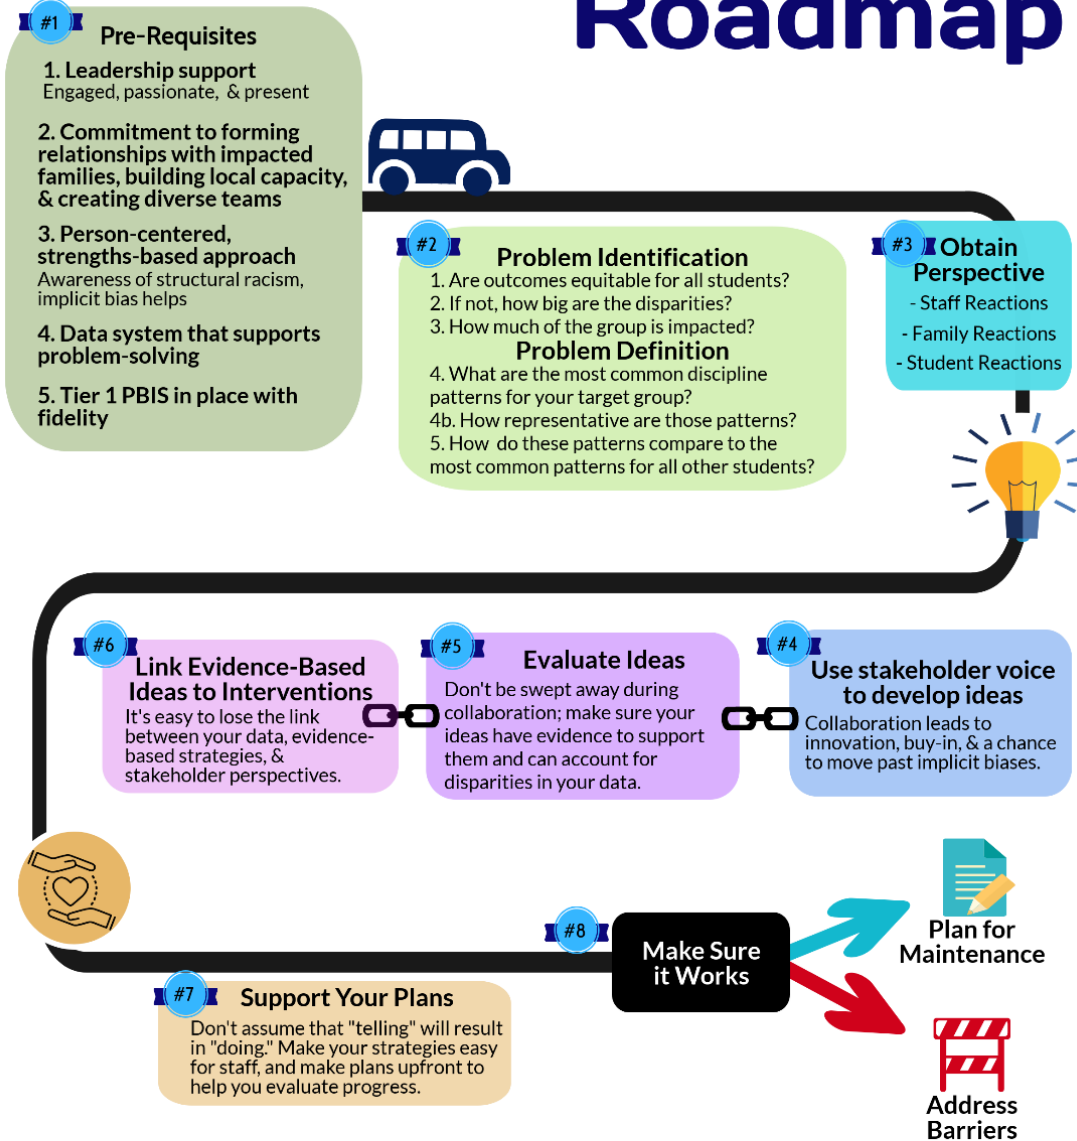 Roadmap
#1
Pre-Requisites
1. Leadership support
Engaged, passionate, & present
2. Commitment to forming
relationships with impacted
families, building local capacity,
& creating diverse teams
3. Person-centered,
strengths-based approach
Awareness of structural racism,
implicit bias helps
4. Data system that supports
problem-solving
5. Tier 1 PBIS in place with
fidelity
#2
Problem Identification
1. Are outcomes equitable for all students?
2. If not, how big are the disparities?
3. How much of the group is impacted?
Problem Definition
4. What are the most common discipline
patterns for your target group?
4b. How representative are those patterns?
5. How do these patterns compare to the
most common patterns for all other students?
#3
Obtain
Perspective
- Staff Reactions
- Family Reactions
- Student Reactions
#4
Use stakeholder voice
to develop ideas
Collaboration leads to
innovation, buy-in, & a chance
to move past implicit biases.
#5
Evaluate Ideas
Don't be swept away during
collaboration; make sure your
ideas have evidence to support
them and can account for
disparities in your data.
#6
Link Evidence-Based
Ideas to Interventions
It's easy to lose the link
between your data, evidence-
based strategies, &
stakeholder perspectives.
#7
Support Your Plans
Don't assume that "telling" will result
in "doing." Make your strategies easy
for staff, and make plans upfront to
help you evaluate progress.
#8
Make Sure
it Works
Plan for
Maintenance
Address
Barriers